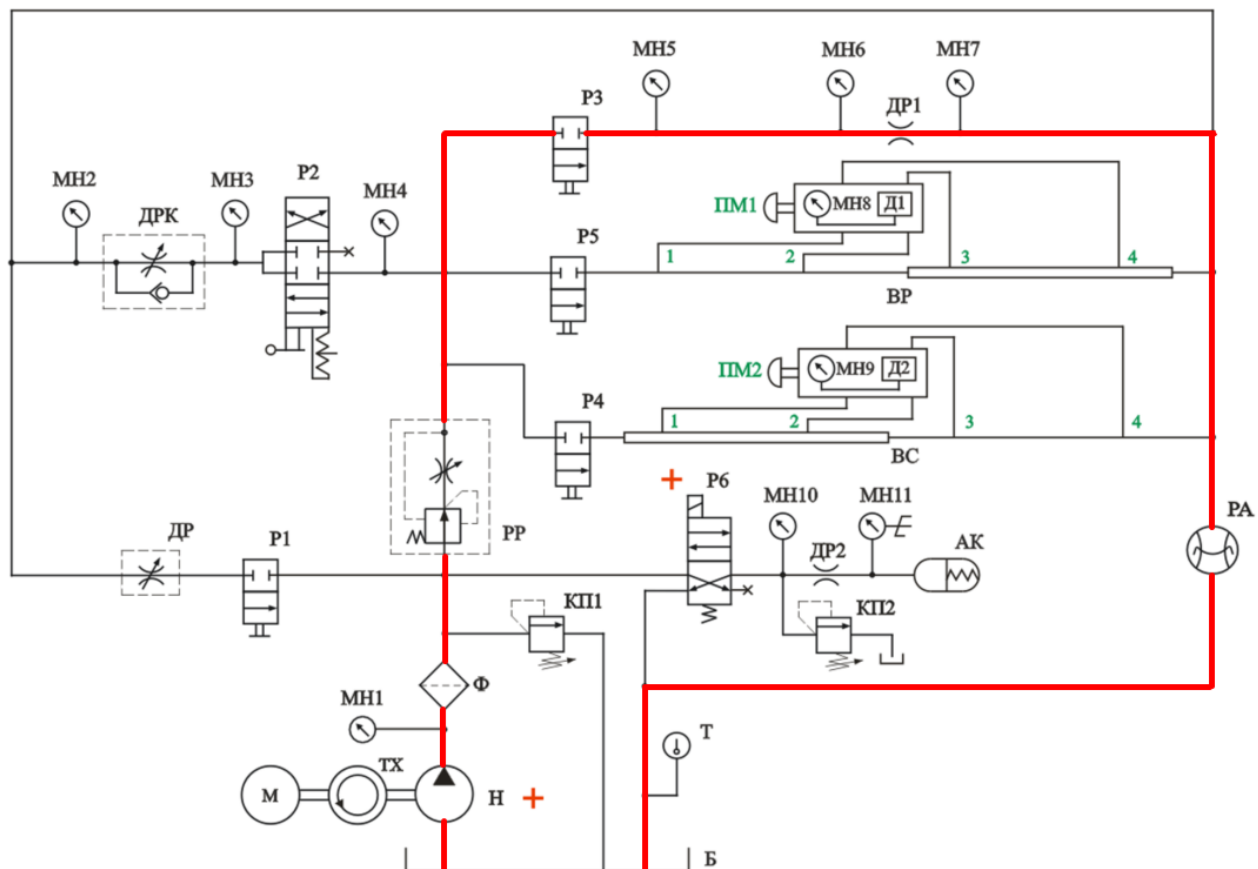 МН5
МН6
МН7
Р3
ДР1
МН2
МН3
Р2
МН4
ДРК
ПМ1
МН8
Д1
Р5
1
2
3
4
ВР
ПМ2
МН9
Д2
Р4
1
2
3
4
ВС
Р6
МН10
МН11
РА
ДР
Р1
РР
ДР2
АК
КП1
КП2
Ф
МН1
Т
ТХ
М
Н
Б